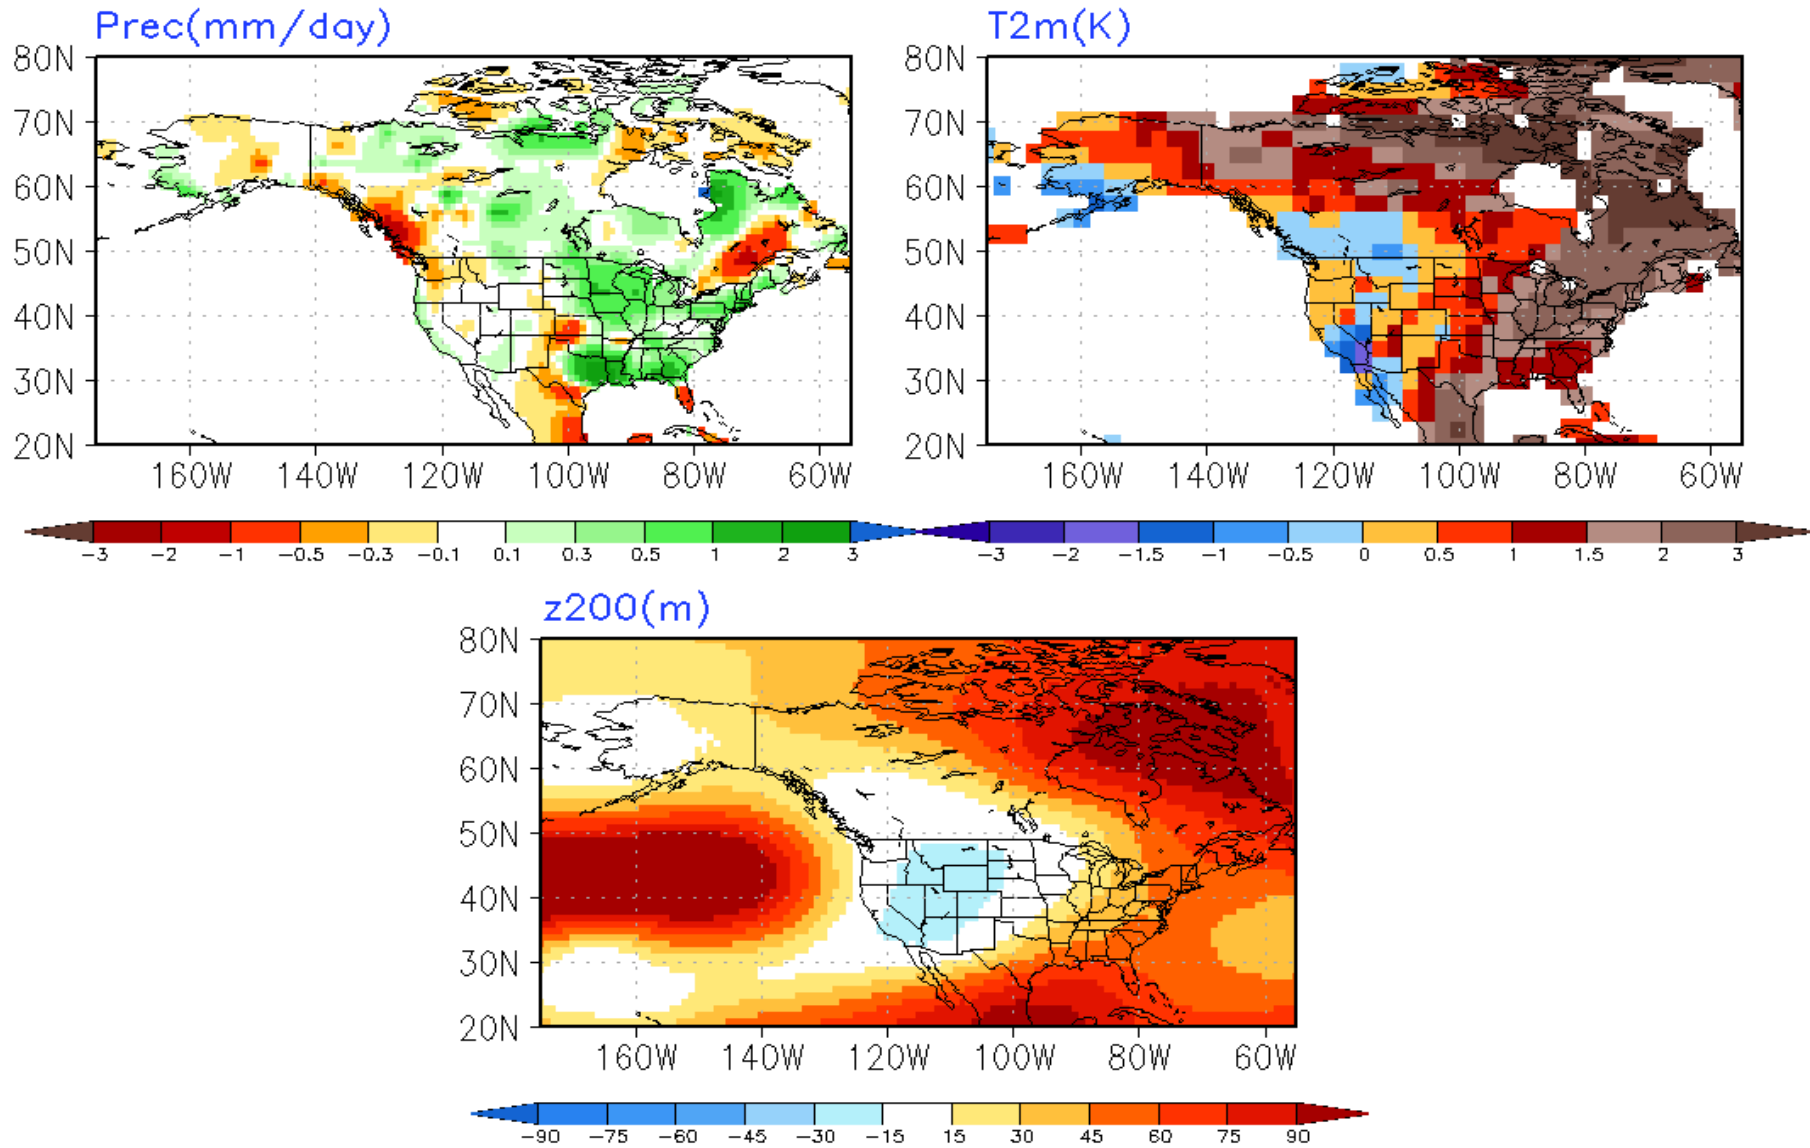 Prec(mm/day)
T2m(K)
80N
70N
60N
50N
40N
30N
20N
160W 140W 120W 100W 80W 60W
80N
70N
60N
50N
40N
30N
20N
160W 140W 120W 100W 80W 60W
-3 -2 -1 -0.5 -0.3 -0.1 0.1 0.3 0.5 1 2 3
-3 -2 -1.5 -1 -0.5 0 0.5 1 1.5 2 3
z200(m)
80N
70N
60N
50N
40N
30N
20N
160W 140W 120W 100W 80W 60W
-90 -75 -60 -45 -30 -15 15 30 45 60 75 90